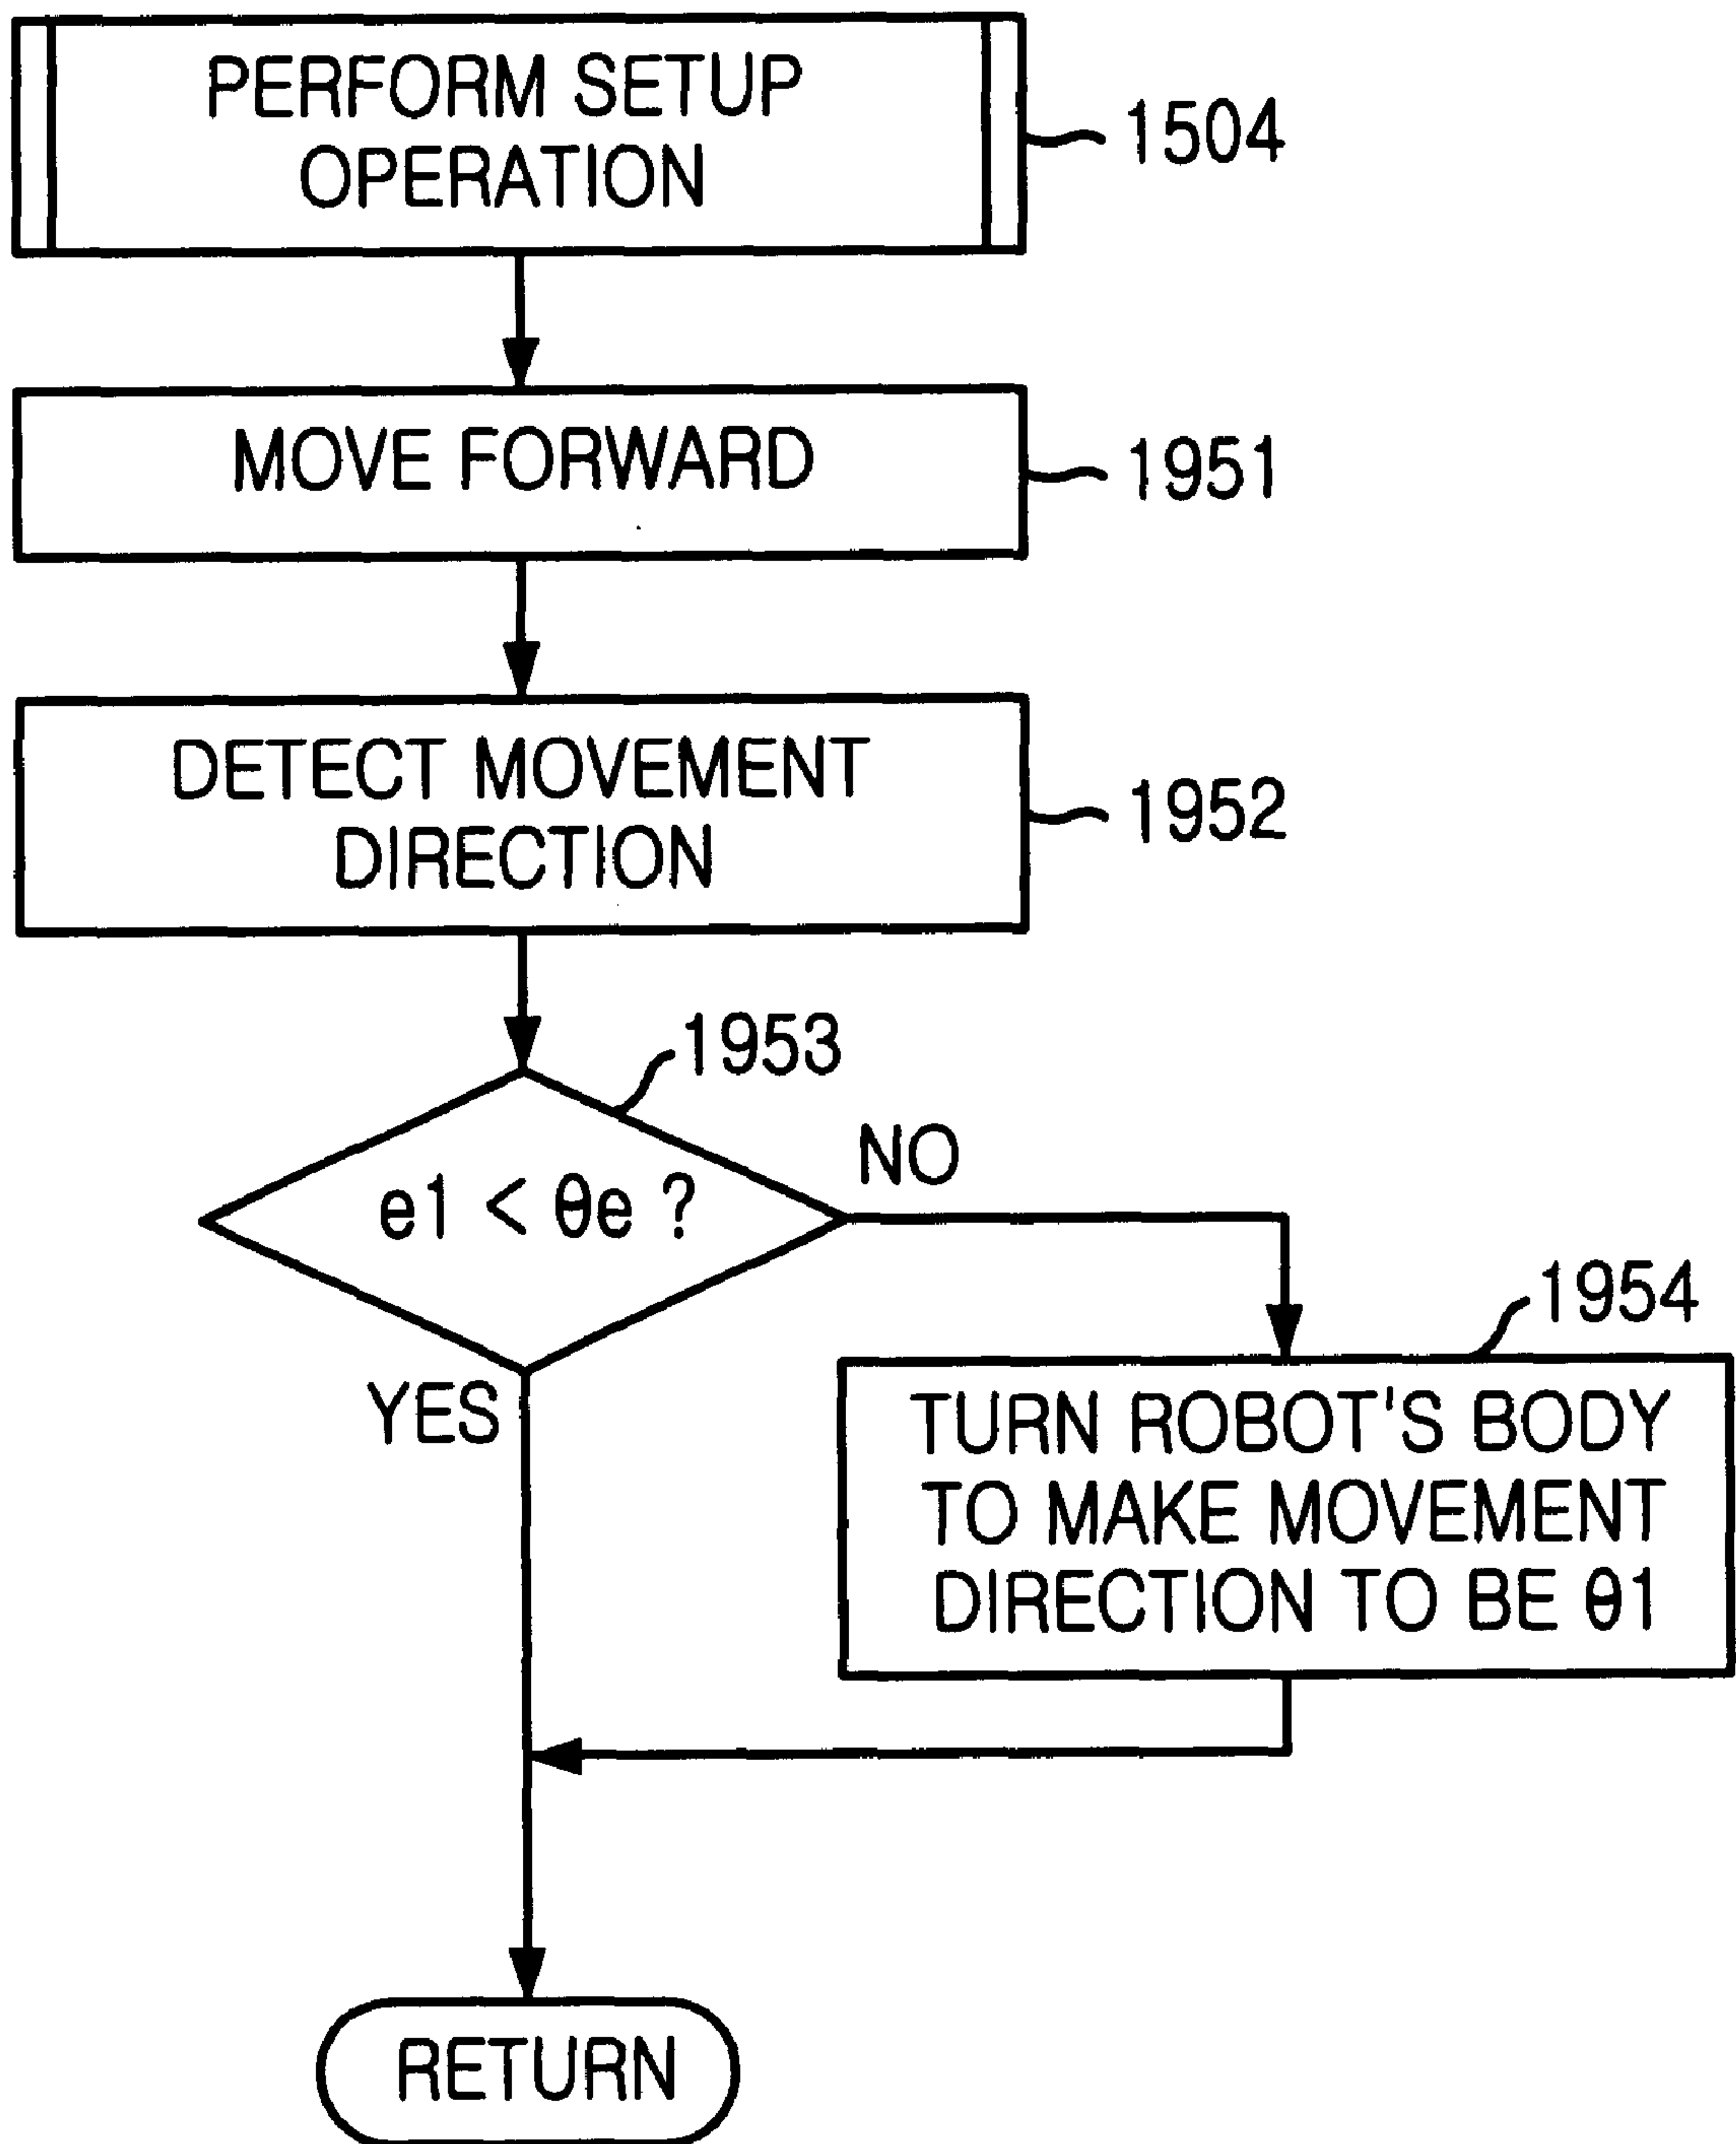 PERFORM SETUP
OPERATION
1504
MOVE FORWARD
1951
DETECT MOVEMENT
DIRECTION
1952
1953
e1 < θe ?
NO
YES
1954
TURN ROBOT'S BODY
TO MAKE MOVEMENT
DIRECTION TO BE θ1
RETURN